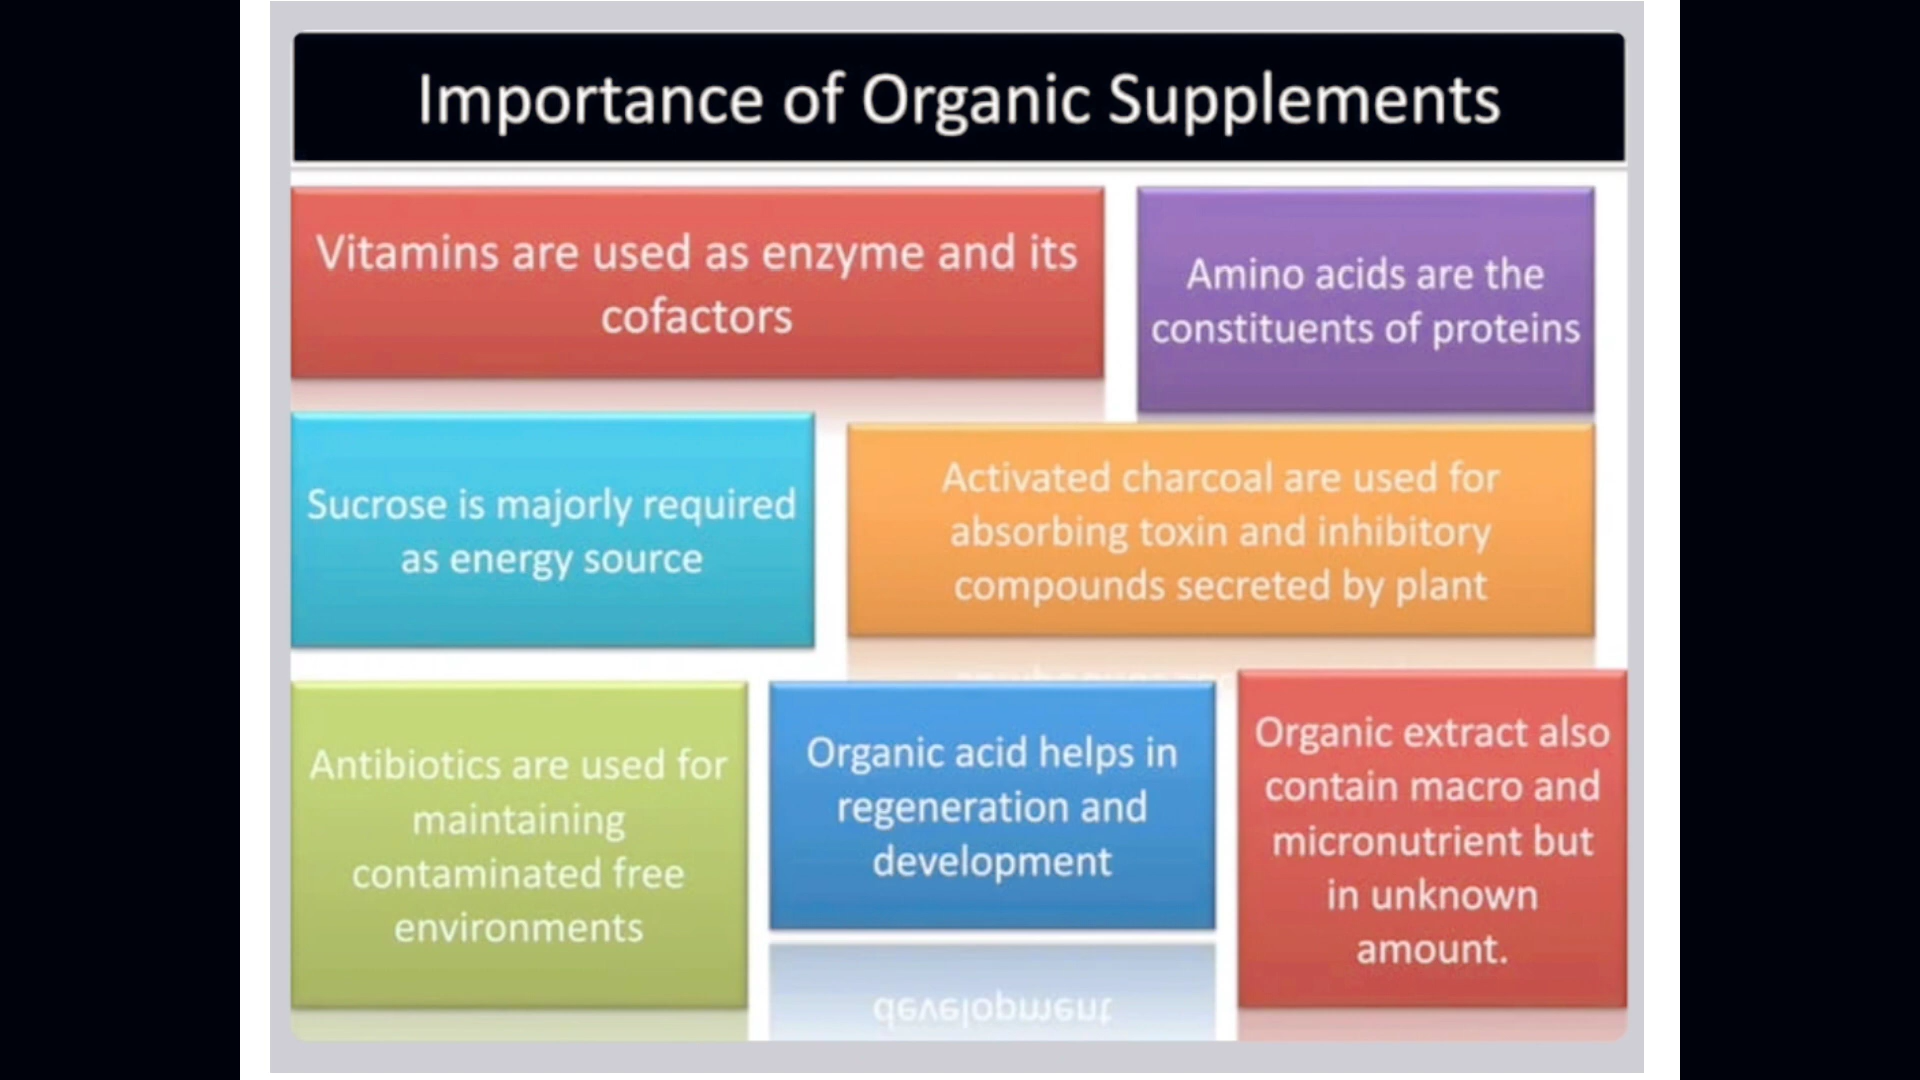 Importance of Organic Supplements
Vitamins are used as enzyme and its
cofactors
Amino acids are the
constituents of proteins
Sucrose is majorly required
as energy source
Activated charcoal are used for
absorbing toxin and inhibitory
compounds secreted by plant
Antibiotics are used for
maintaining
contaminated free
environments
Organic acid helps in
regeneration and
development
Organic extract also
contain macro and
micronutrient but
in unknown
amount.